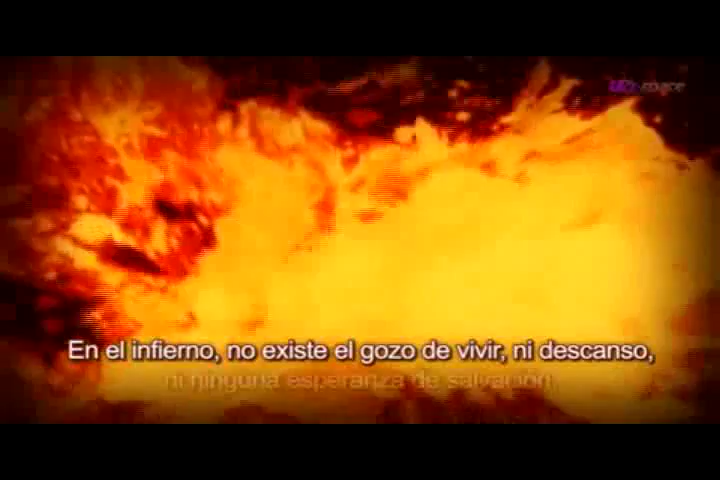 En el infierno, no existe el gozo de vivir, ni descanso,
ni ninguna esperanza de salvación.